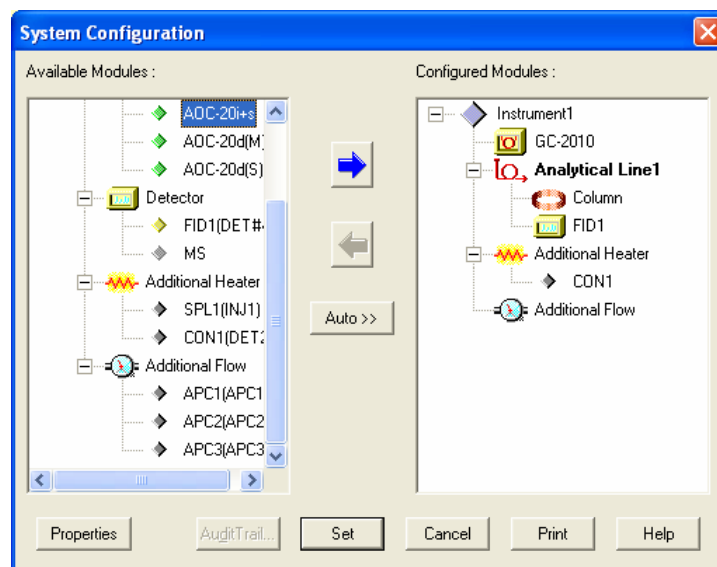 System Configuration
Available Modules :
AOC-20i+s
AOC-20d(M)
AOC-20d(S)
Detector
FID1(DET#
MS
Additional Heater
SPL1(INJ1)
CON1(DET2
Additional Flow
APC1(APC1
APC2(APC2
APC3(APC3
Auto >>
Configured Modules :
Instrument1
GC-2010
Analytical Line1
Column
FID1
Additional Heater
CON1
Additional Flow
Properties
AuditTrail...
Set
Cancel
Print
Help